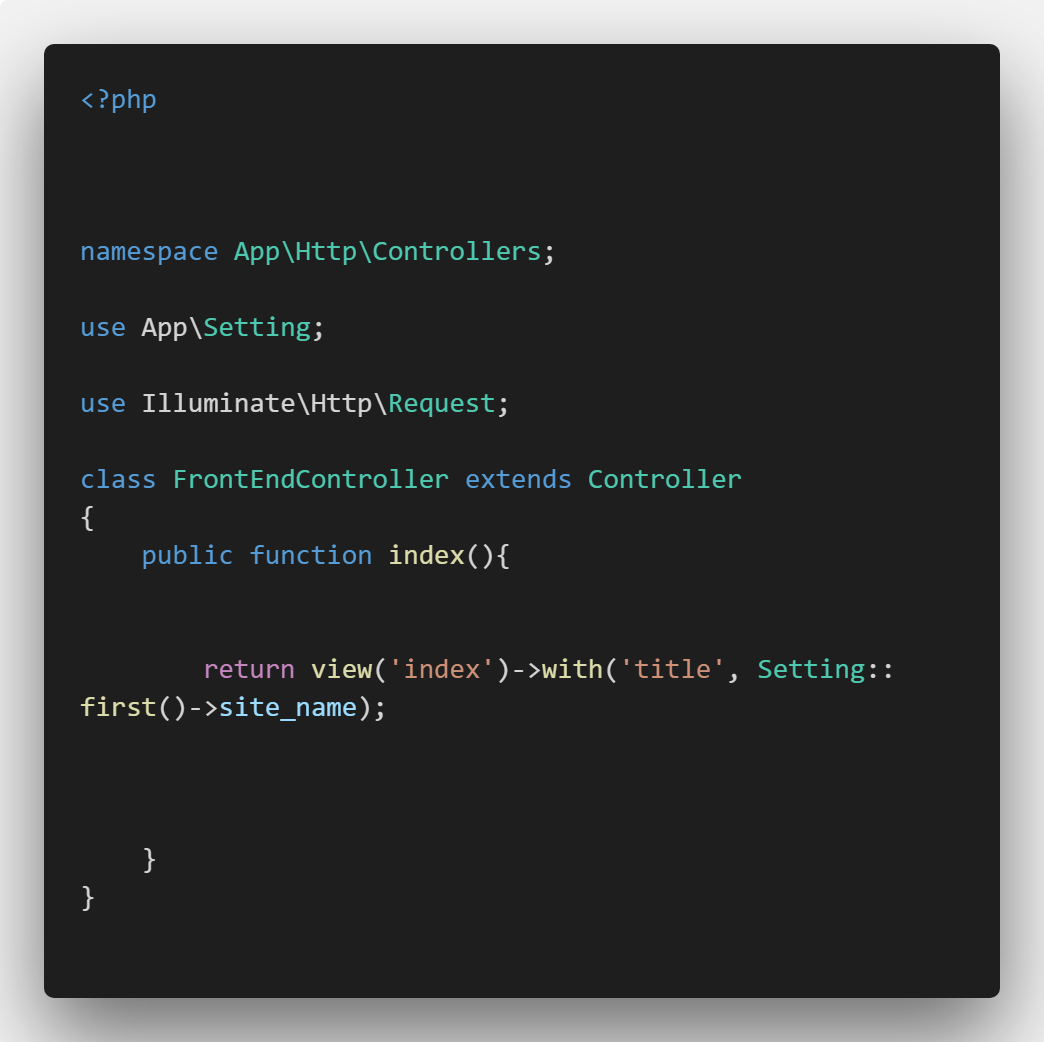 <?php
namespace App\Http\Controllers;
use App\Setting;
use Illuminate\Http\Request;
class FrontEndController extends Controller
{
    public function index(){
        return view('index')->with('title', Setting::
first()->site_name);
    }
}